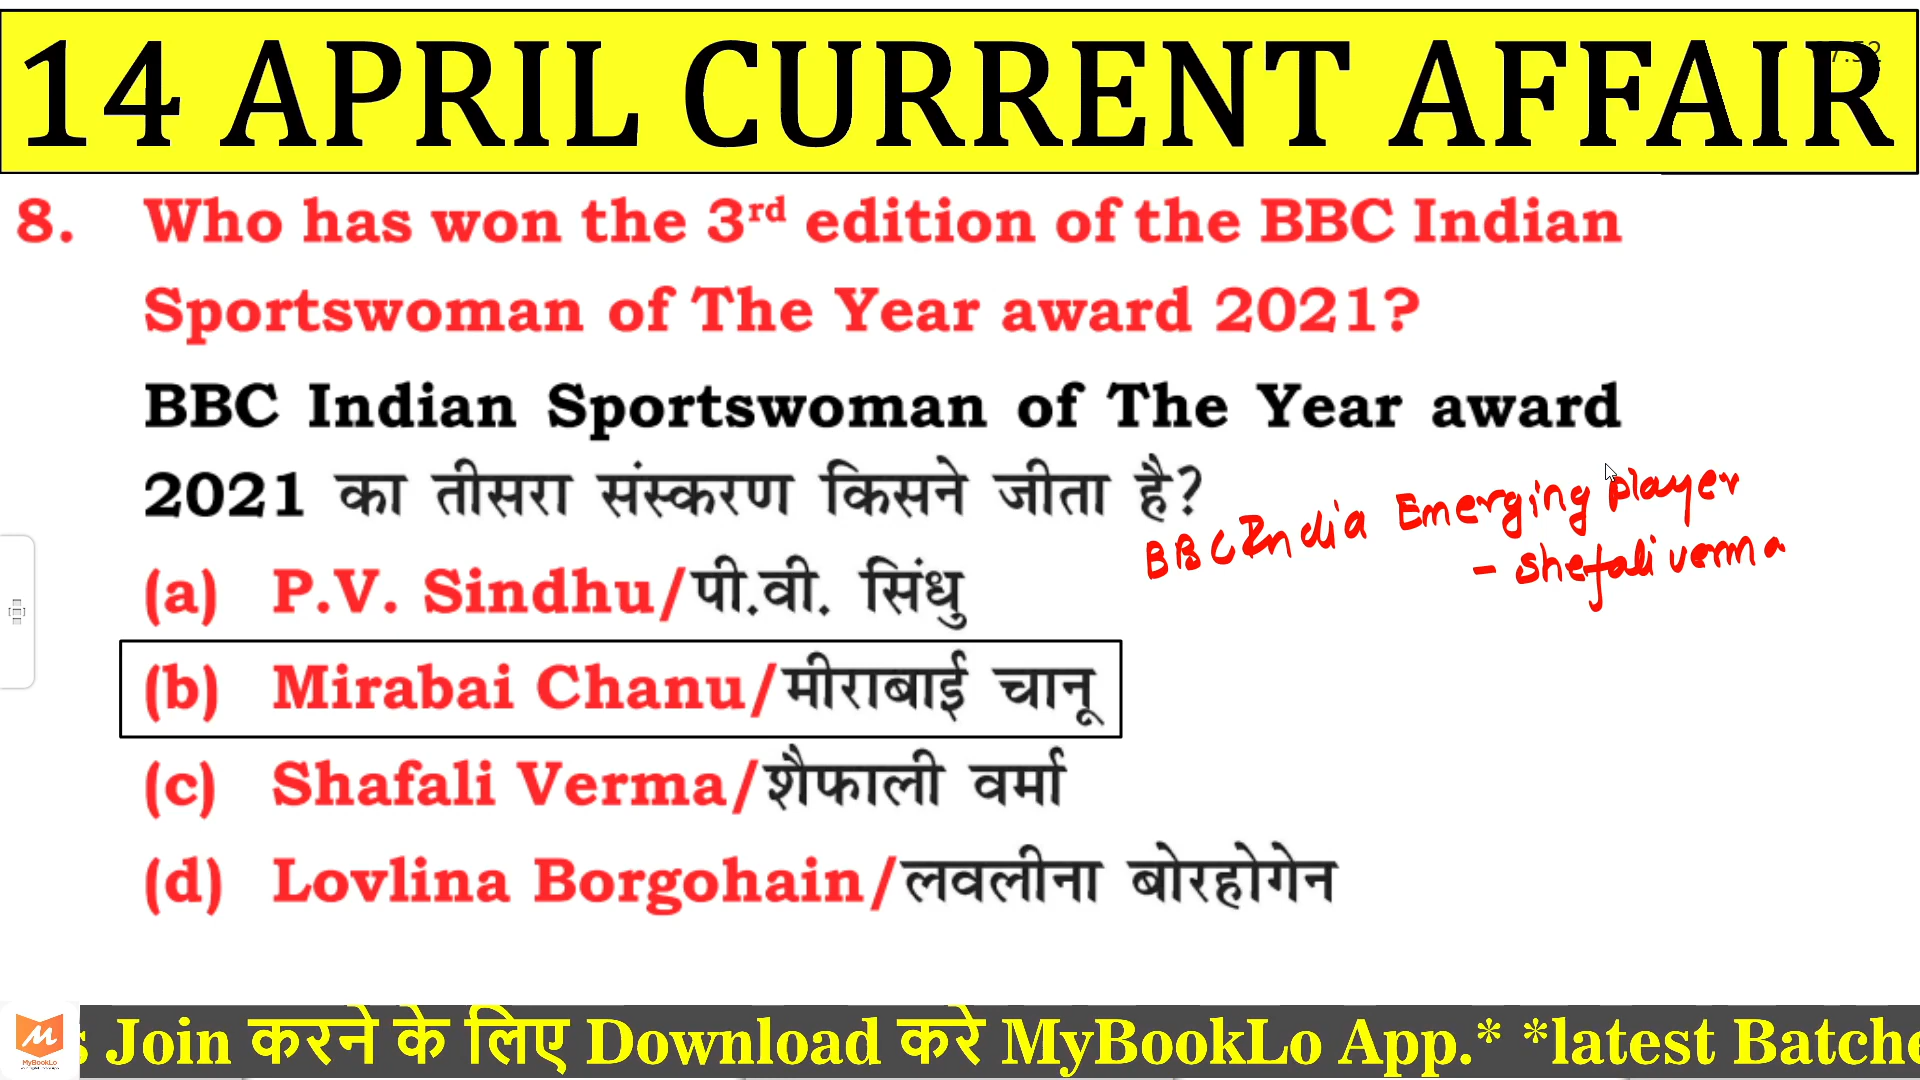 14 APRIL CURRENT AFFAIR
8. Who has won the 3rd edition of the BBC Indian
Sportswoman of The Year award 2021?
BBC Indian Sportswoman of The Year award
2021 का तीसरा संस्करण किसने जीता है?
BBC India Emerging player
- Shefali verma
(a) P.V. Sindhu/पी.वी. सिंधु
(b) Mirabai Chanu/मीराबाई चानू
(c) Shafali Verma/शैफाली वर्मा
(d) Lovlina Borgohain/लवलीना बोरहोगेन
s Join करने के लिए Download करे MyBookLo App.* *latest Batche
MyBookLo